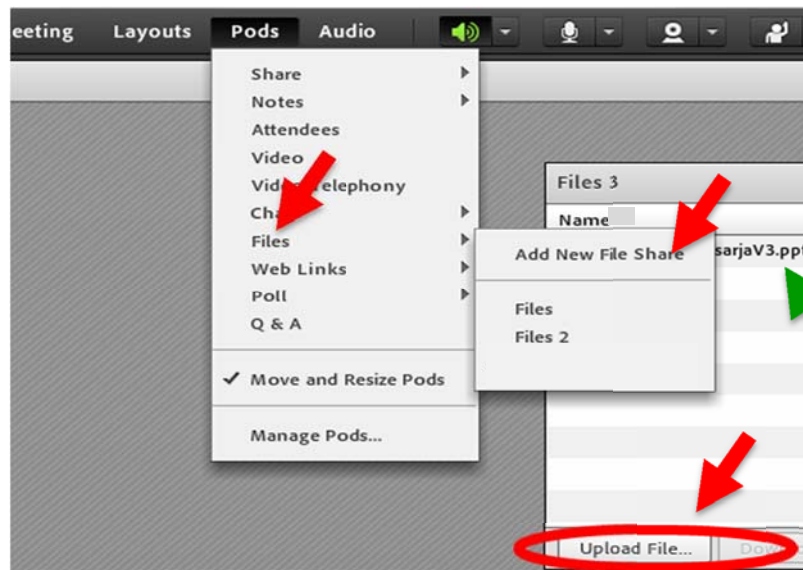 eeting Layouts Pods Audio
Share
Notes
Attendees
Video
Video Telephony
Files
Web Links
Poll
Q & A
Move and Resize Pods
Manage Pods...
Add New File Share
Files
Files 2
Files 3
Name
sarjaV3.ppt
Upload File...